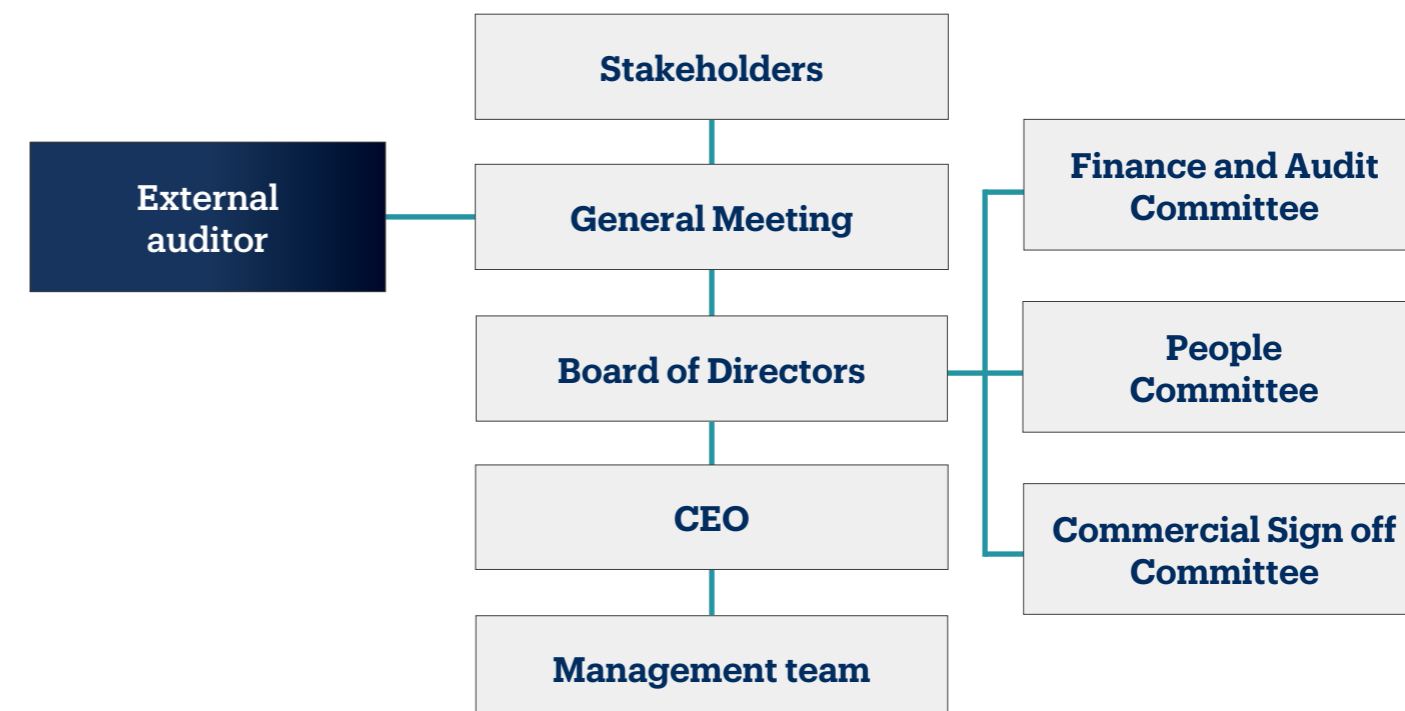 Stakeholders
External
auditor
General Meeting
Board of Directors
CEO
Management team
Finance and Audit
Committee
People
Committee
Commercial Sign off
Committee